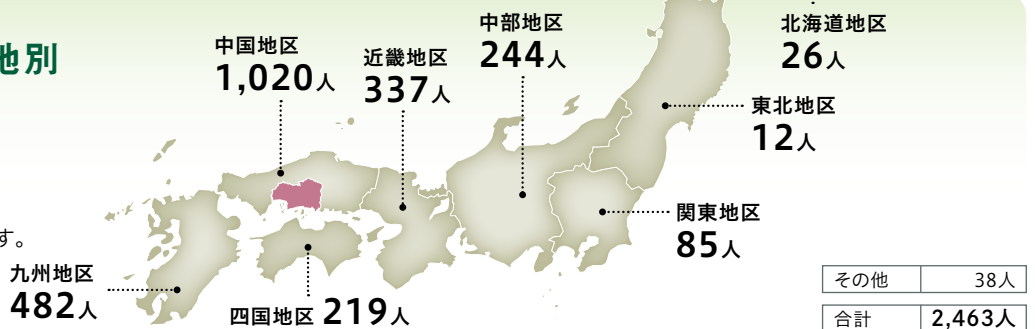 地別
中国地区
1,020人
近畿地区
337人
中部地区
244人
北海道地区
26人
東北地区
12人
関東地区
85人
す。
九州地区
482人
四国地区 219人
その他 38人
合計 2,463人